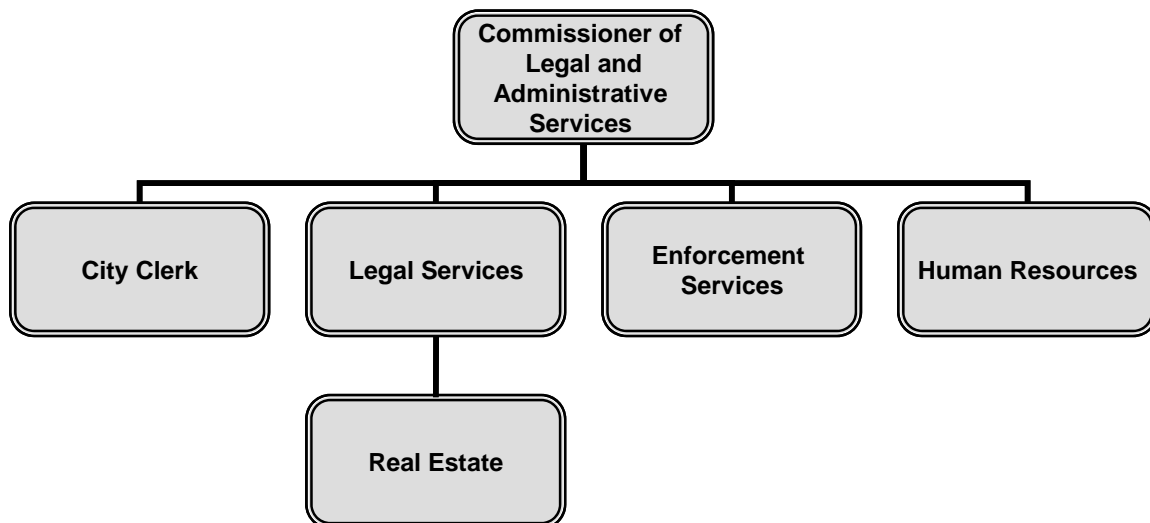 Commissioner of
Legal and
Administrative
Services
City Clerk
Legal Services
Enforcement
Services
Human Resources
Real Estate